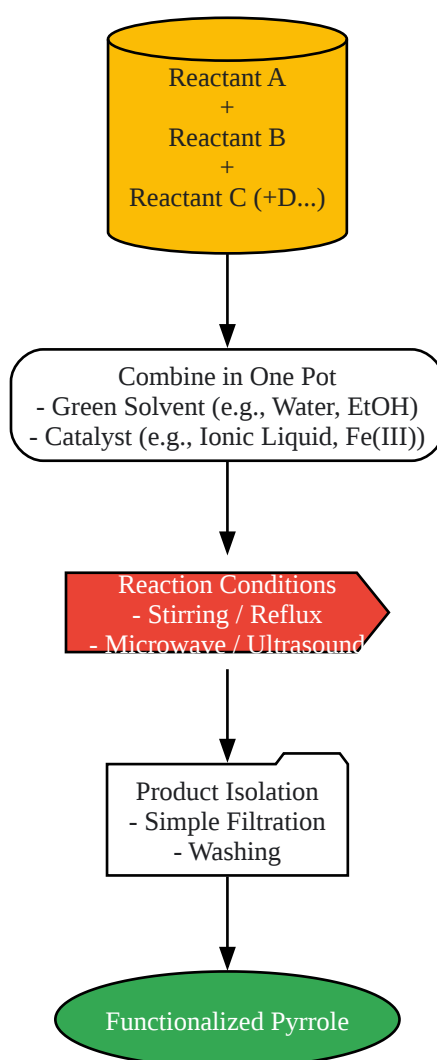 Reactant A
+
Reactant B
+
Reactant C (+D...)
Combine in One Pot
- Green Solvent (e.g., Water, EtOH)
- Catalyst (e.g., Ionic Liquid, Fe(III))
Reaction Conditions
- Stirring / Reflux
- Microwave / Ultrasound
Product Isolation
- Simple Filtration
- Washing
Functionalized Pyrrole